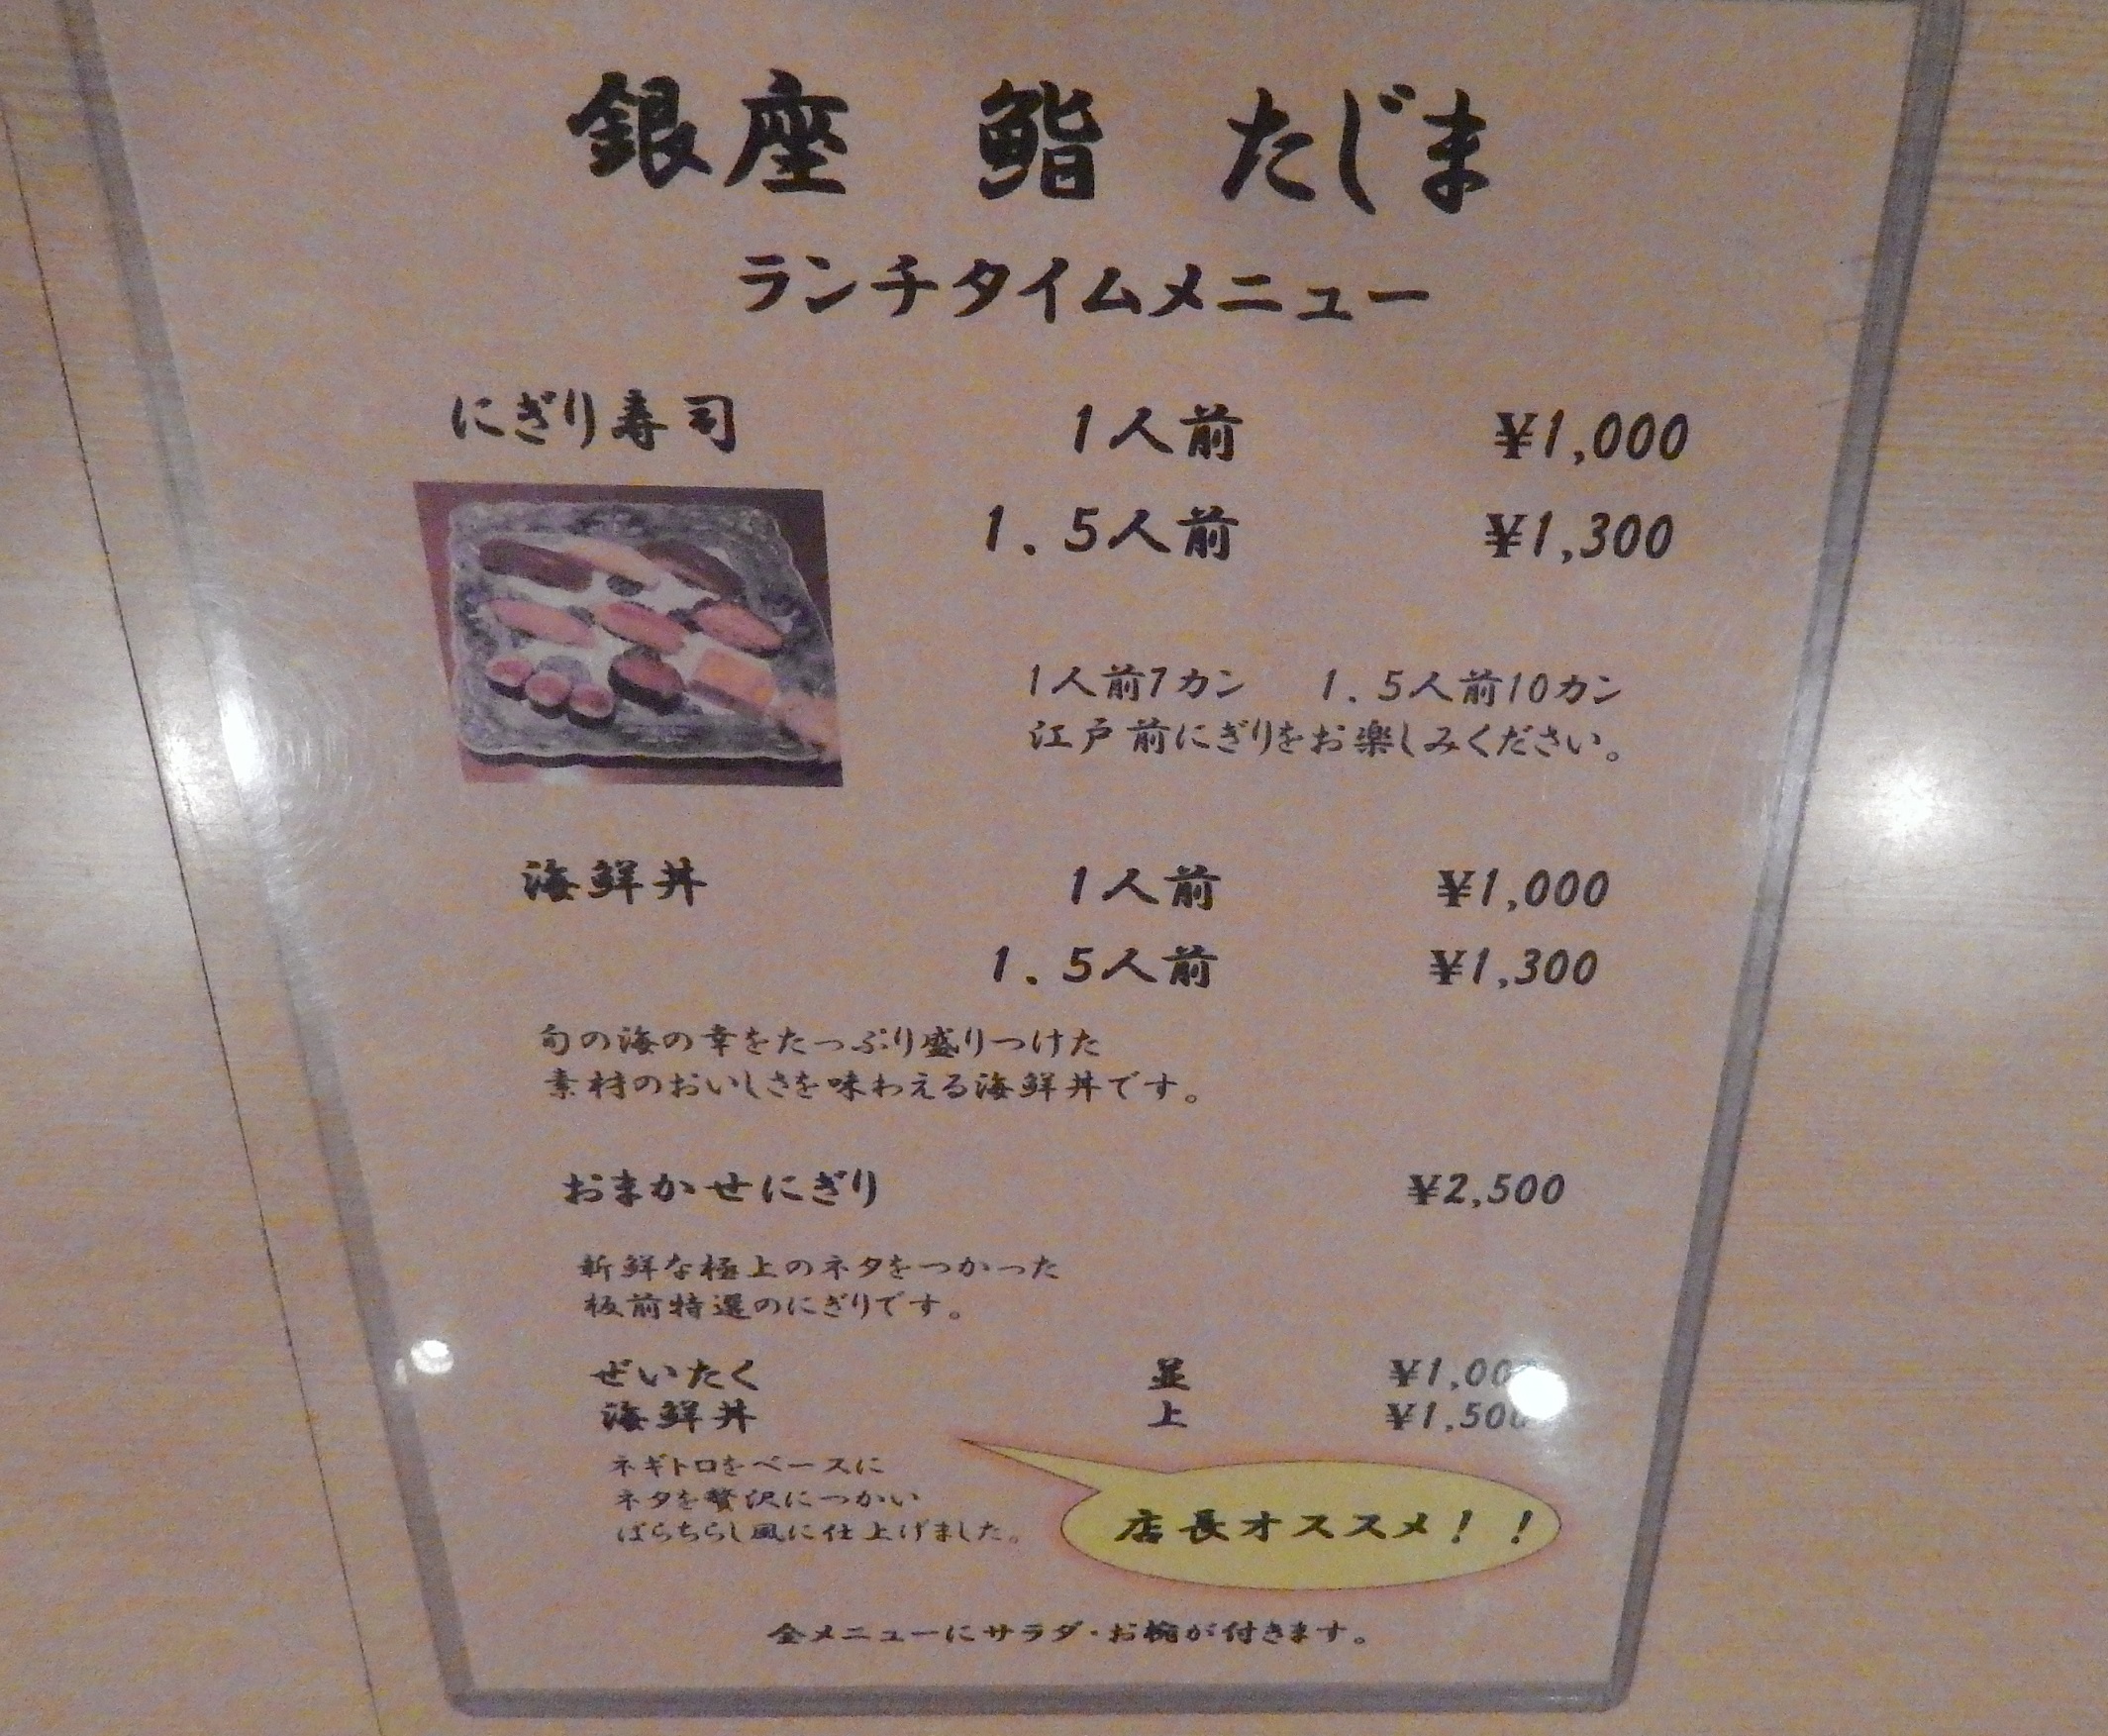 銀座 鮨 たじま
ランチタイムメニュー
にぎり寿司 1人前 ¥1,000
1.5人前 ¥1,300
1人前7カン 1.5人前10カン
江戸前にぎりをお楽しみください。
海鮮丼 1人前 ¥1,000
1.5人前 ¥1,300
旬の海の幸をたっぷり盛りつけた
素材のおいしさを味わえる海鮮丼です。
おまかせにぎり ¥2,500
新鮮な極上のネタをつかった
板前特選のにぎりです。
ぜいたく 並 ¥1,000
海鮮丼 上 ¥1,500
ネギトロをベースに
ネタを贅沢につかい
ばらちらし風に仕上げました。
店長オススメ！！
全メニューにサラダ・お椀が付きます。